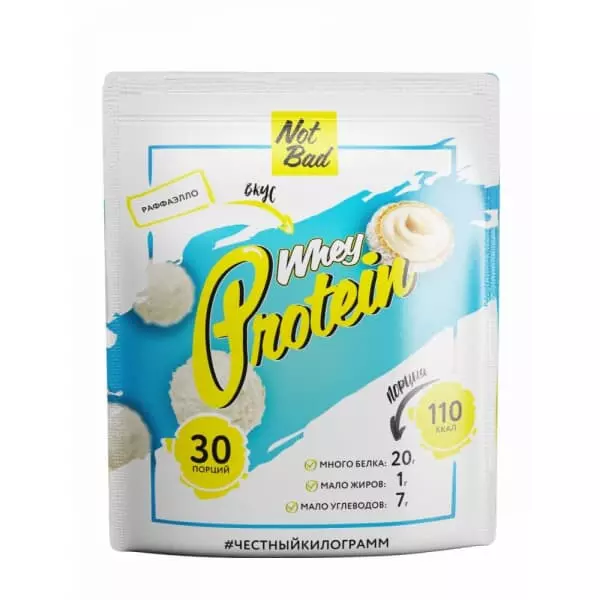 Not
Bad
РАФФАЭЛЛО
вкус
Whey
Protein
порция
110
ККАЛ
30
ПОРЦИЙ
МНОГО БЕЛКА: 20г
МАЛО ЖИРОВ: 1г
МАЛО УГЛЕВОДОВ: 7г
#ЧЕСТНЫЙКИЛОГРАММ